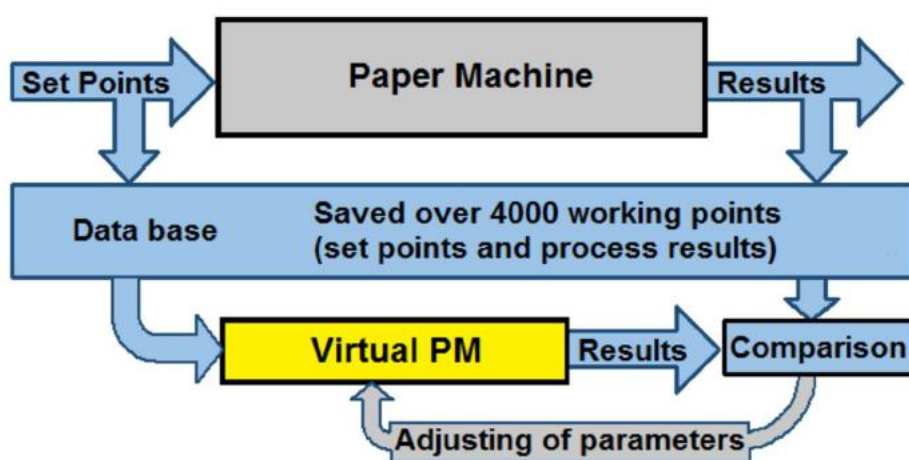 Paper Machine
Set Points
Results
Data base
Saved over 4000 working points
(set points and process results)
Virtual PM
Results
Comparison
Adjusting of parameters